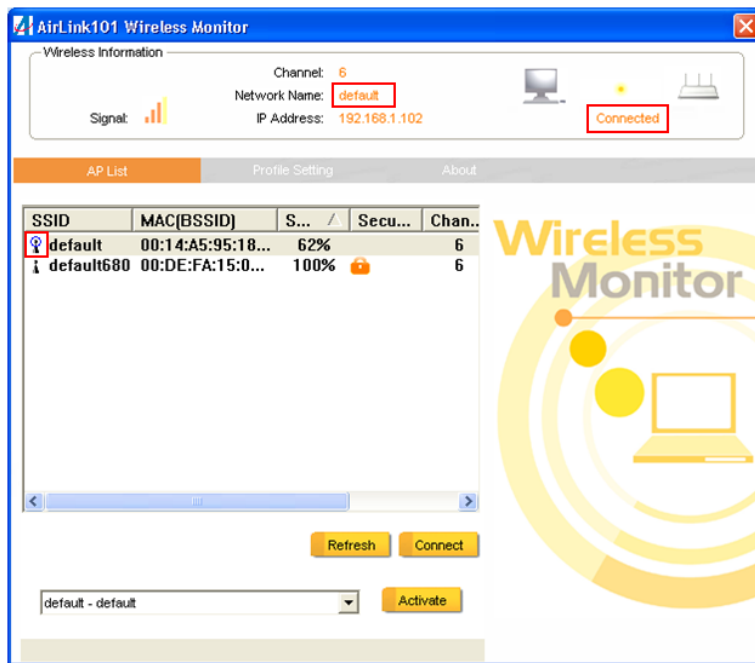 AirLink101 Wireless Monitor
Wireless Information
Channel: 6
Network Name: default
Signal: IP Address: 192.168.1.102
Connected
AP List Profile Setting About
SSID MAC(BSSID) S... Secu... Chan..
default 00:14:A5:95:18... 62% 6
default680 00:DE:FA:15:0... 100% 6
Wireless
Monitor
Refresh Connect
default - default Activate